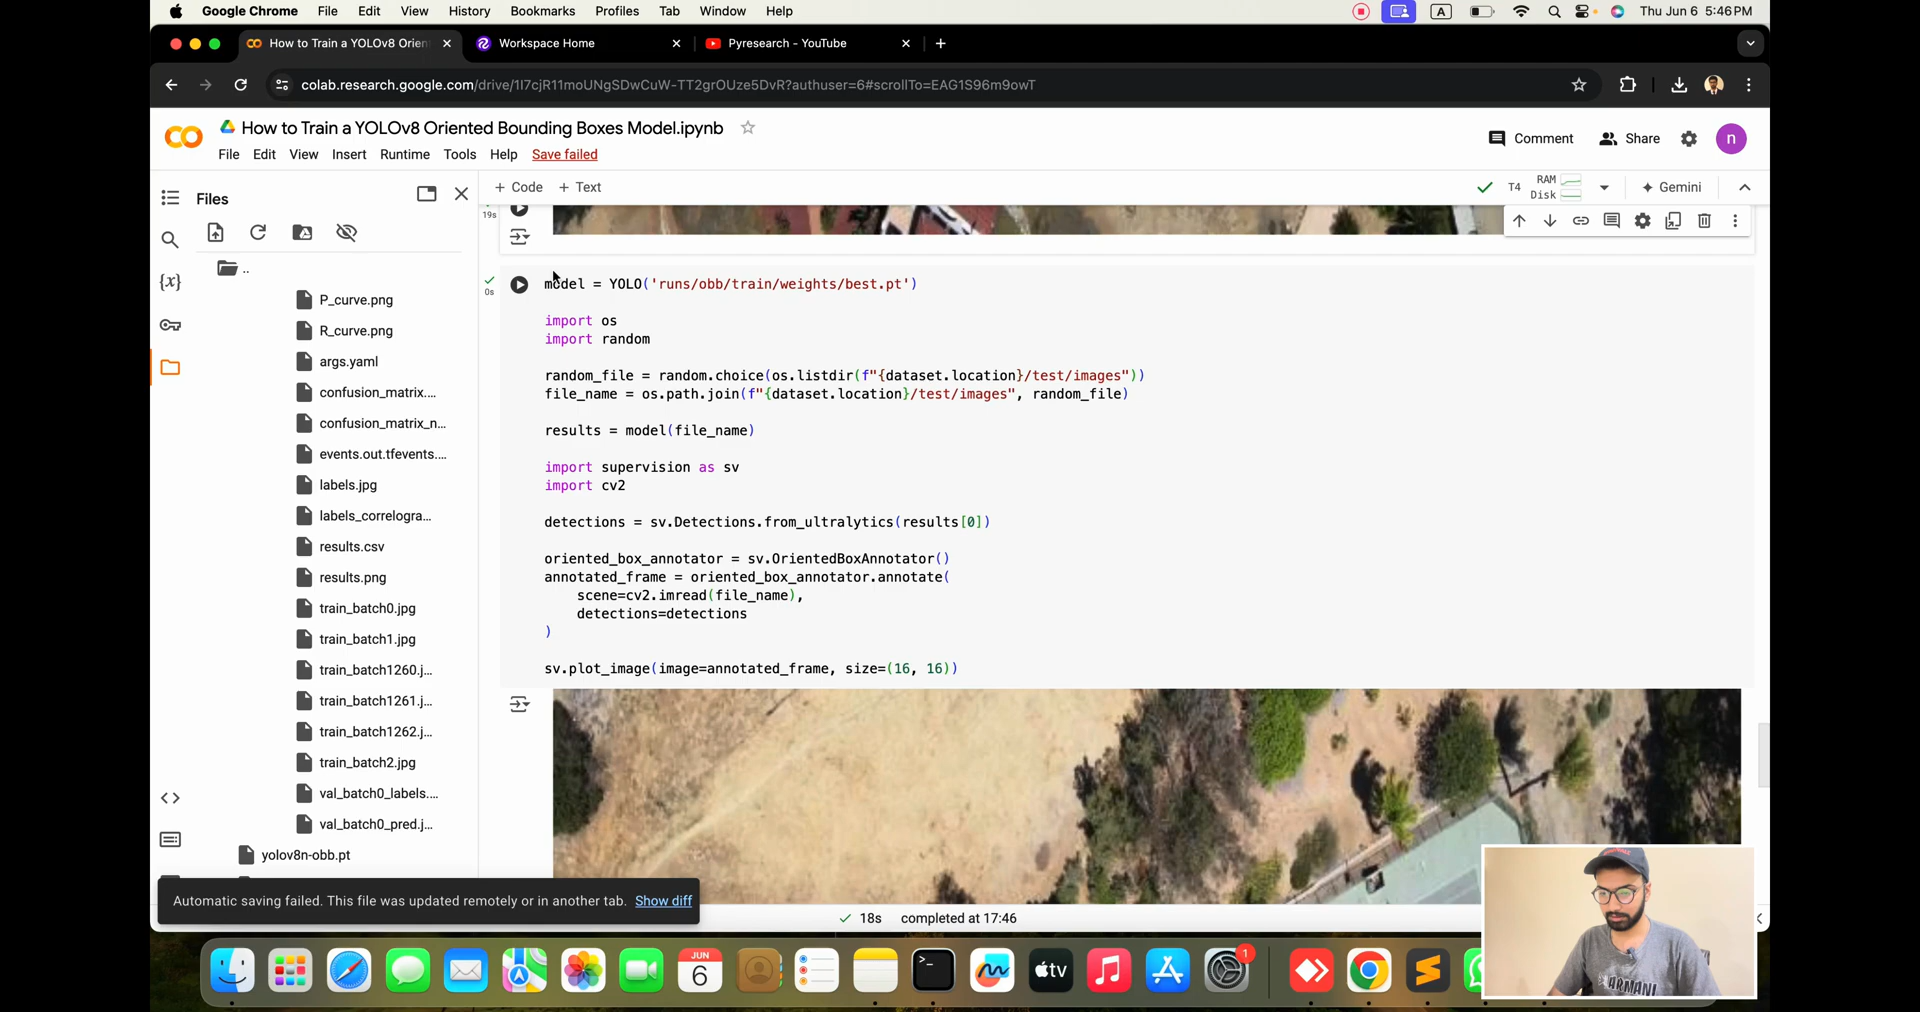 Google Chrome File Edit View History Bookmarks Profiles Tab Window Help
A
Thu Jun 6 5:46 PM
How to Train a YOLOv8 Orien
Workspace Home
Pyresearch - YouTube
colab.research.google.com/drive/1I7cjR11moUNgSDwCuW-TT2grOUze5DvR?authuser=6#scrollTo=EAG1S96m9owT
How to Train a YOLOv8 Oriented Bounding Boxes Model.ipynb
Comment Share n
File Edit View Insert Runtime Tools Help Save failed
Files
+ Code + Text
T4 RAM Disk
Gemini
19s
..
P_curve.png
R_curve.png
args.yaml
confusion_matrix....
confusion_matrix_n...
events.out.tfevents....
labels.jpg
labels_correlogra...
results.csv
results.png
train_batch0.jpg
train_batch1.jpg
train_batch1260.j...
train_batch1261.j...
train_batch1262.j...
train_batch2.jpg
val_batch0_labels....
val_batch0_pred.j...
yolov8n-obb.pt
{x}
0s
model = YOLO('runs/obb/train/weights/best.pt')
import os
import random
random_file = random.choice(os.listdir(f"{dataset.location}/test/images"))
file_name = os.path.join(f"{dataset.location}/test/images", random_file)
results = model(file_name)
import supervision as sv
import cv2
detections = sv.Detections.from_ultralytics(results[0])
oriented_box_annotator = sv.OrientedBoxAnnotator()
annotated_frame = oriented_box_annotator.annotate(
scene=cv2.imread(file_name),
detections=detections
)
sv.plot_image(image=annotated_frame, size=(16, 16))
Automatic saving failed. This file was updated remotely or in another tab. Show diff
18s completed at 17:46
JUN
6
tv
1
ARMANI